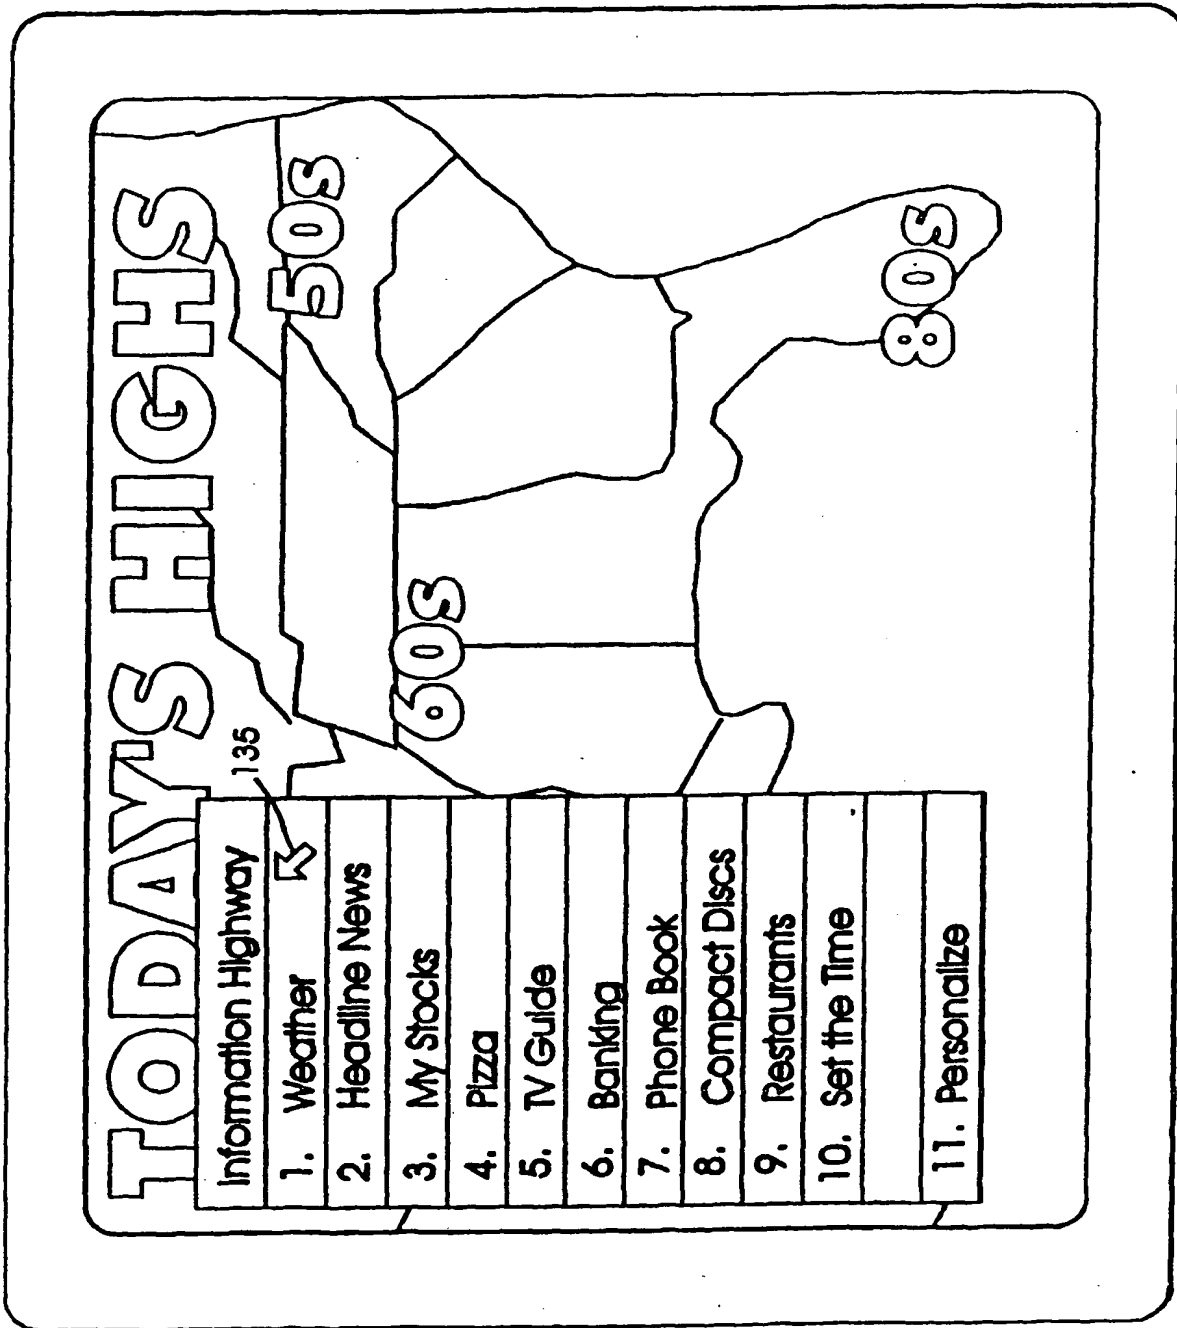 TODAY'S HIGHS
135
Information Highway
1. Weather
2. Headline News
3. My Stocks
4. Pizza
5. TV Guide
6. Banking
7. Phone Book
8. Compact Discs
9. Restaurants
10. Set the Time
11. Personalize
50s
60s
80s